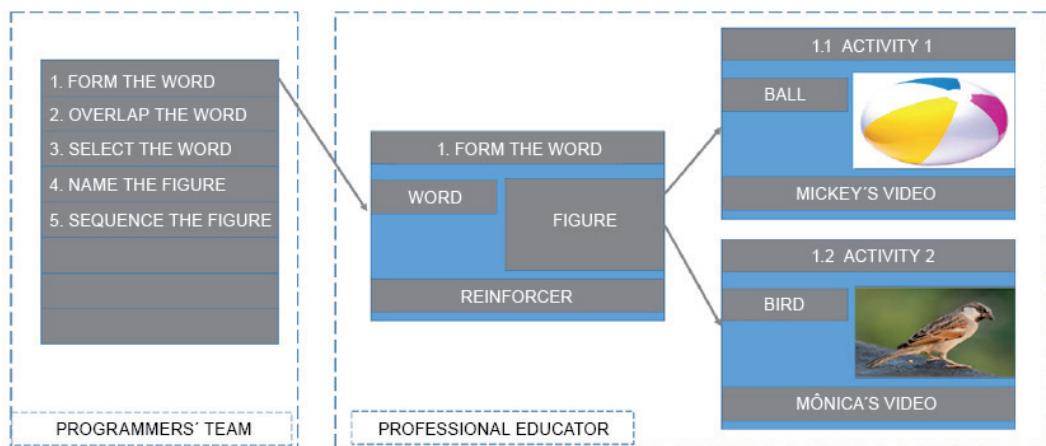 1. FORM THE WORD
2. OVERLAP THE WORD
3. SELECT THE WORD
4. NAME THE FIGURE
5. SEQUENCE THE FIGURE
PROGRAMMERS´ TEAM
1. FORM THE WORD
WORD
FIGURE
REINFORCER
PROFESSIONAL EDUCATOR
1.1 ACTIVITY 1
BALL
MICKEY´S VIDEO
1.2 ACTIVITY 2
BIRD
MÔNICA´S VIDEO